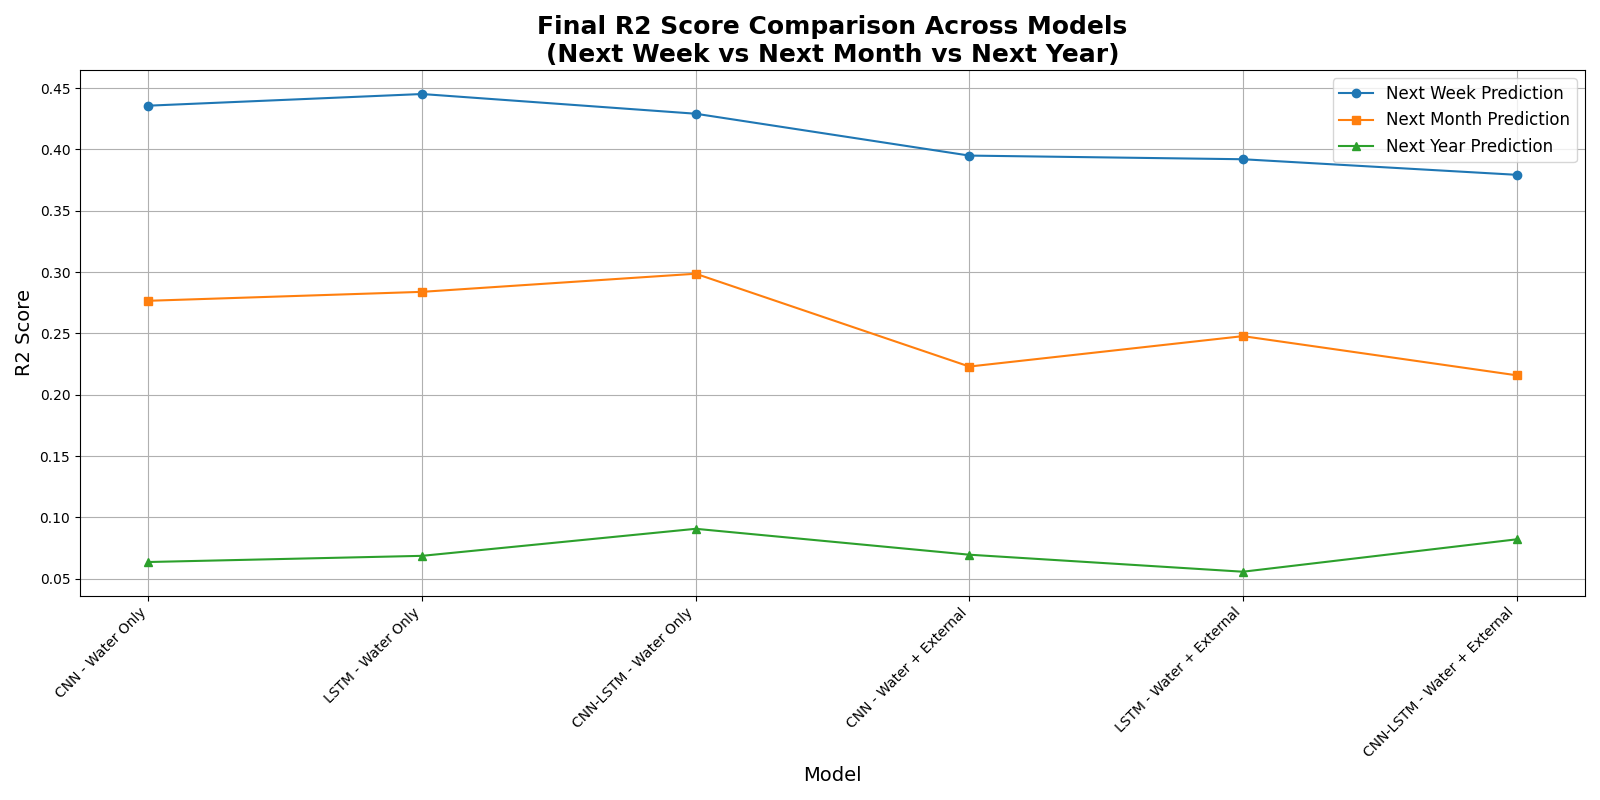 Final R2 Score Comparison Across Models
(Next Week vs Next Month vs Next Year)
Next Week Prediction
Next Month Prediction
Next Year Prediction
R2 Score
0.45
0.40
0.35
0.30
0.25
0.20
0.15
0.10
0.05
CNN - Water Only
LSTM - Water Only
CNN-LSTM - Water Only
CNN - Water + External
LSTM - Water + External
CNN-LSTM - Water + External
Model